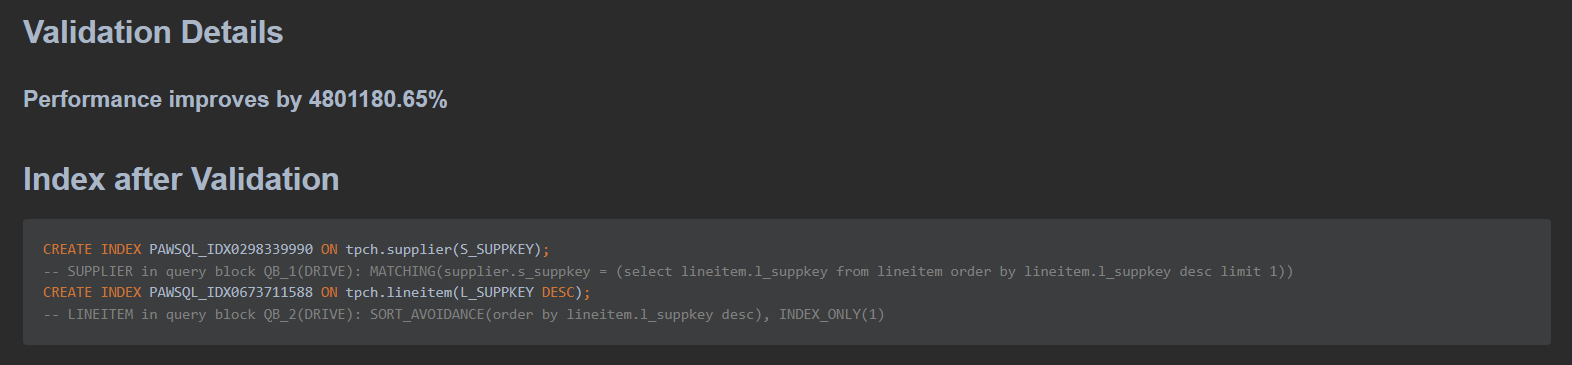 Validation Details
Performance improves by 4801180.65%
Index after Validation
CREATE INDEX PAWSQL_IDX0298339990 ON tpch.supplier(S_SUPPKEY);
-- SUPPLIER in query block QB_1(DRIVE): MATCHING(supplier.s_suppkey = (select lineitem.l_suppkey from lineitem order by lineitem.l_suppkey desc limit 1))
CREATE INDEX PAWSQL_IDX0673711588 ON tpch.lineitem(L_SUPPKEY DESC);
-- LINEITEM in query block QB_2(DRIVE): SORT_AVOIDANCE(order by lineitem.l_suppkey desc), INDEX_ONLY(1)